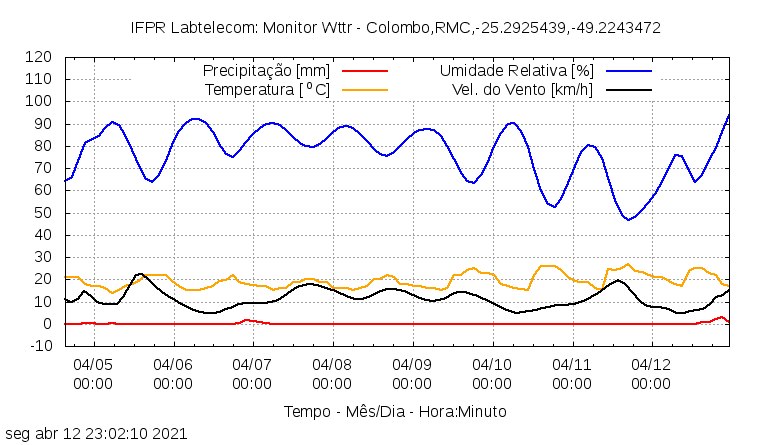 IFPR Labtelecom: Monitor Wttr - Colombo,RMC,-25.2925439,-49.2243472
120
110
100
90
80
70
60
50
40
30
20
10
0
-10
Precipitação [mm]
Temperatura [⁰C]
Umidade Relativa [%]
Vel. do Vento [km/h]
04/05 04/06 04/07 04/08 04/09 04/10 04/11 04/12
00:00 00:00 00:00 00:00 00:00 00:00 00:00 00:00
Tempo - Mês/Dia - Hora:Minuto
seg abr 12 23:02:10 2021